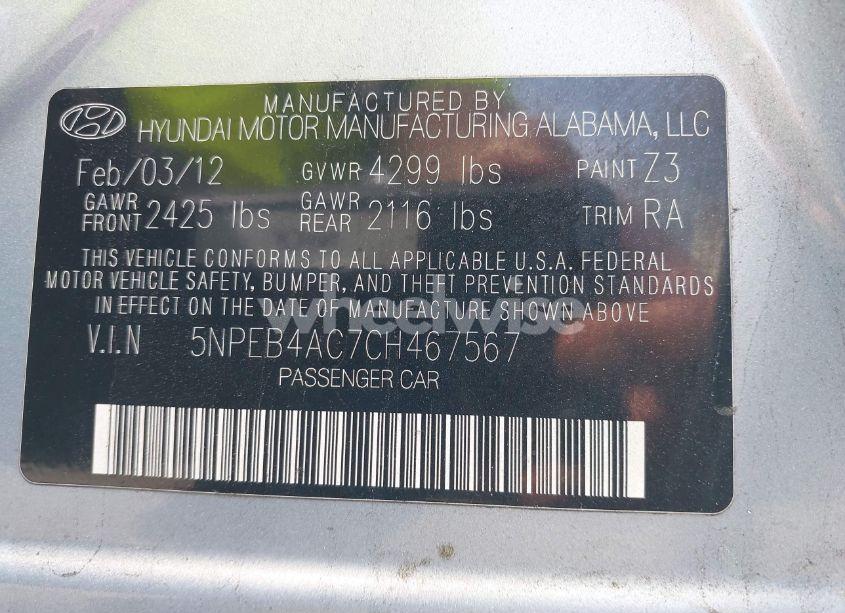 MANUFACTURED BY
HYUNDAI MOTOR MANUFACTURING ALABAMA, LLC
Feb/03/12 GVWR 4299 lbs PAINT Z3
GAWR FRONT 2425 lbs GAWR REAR 2116 lbs TRIM RA
THIS VEHICLE CONFORMS TO ALL APPLICABLE U.S.A. FEDERAL
MOTOR VEHICLE SAFETY, BUMPER, AND THEFT PREVENTION STANDARDS
IN EFFECT ON THE DATE OF MANUFACTURE SHOWN ABOVE
wheelwise
V.I.N 5NPEB4AC7CH467567
PASSENGER CAR